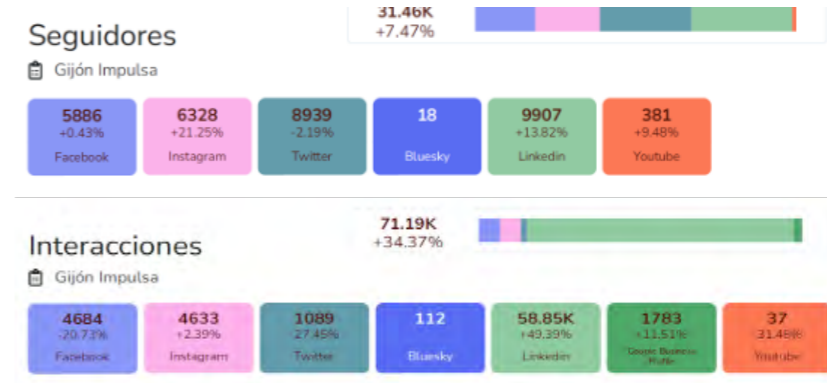 31.46K
+7.47%
Seguidores
Gijón Impulsa
5886 6328 8939 18 9907 381
+0.43% +21.25% -2.19% +13.82% +9.48%
Facebook Instagram Twitter Bluesky Linkedin Youtube
71.19K
+34.37%
Interacciones
Gijón Impulsa
4684 4633 1089 112 58.85K 1783 37
-20.73% +2.39% -27.45% +49.39% +11.51% -31.48%
Facebook Instagram Twitter Bluesky Linkedin Google Business Youtube
Profile